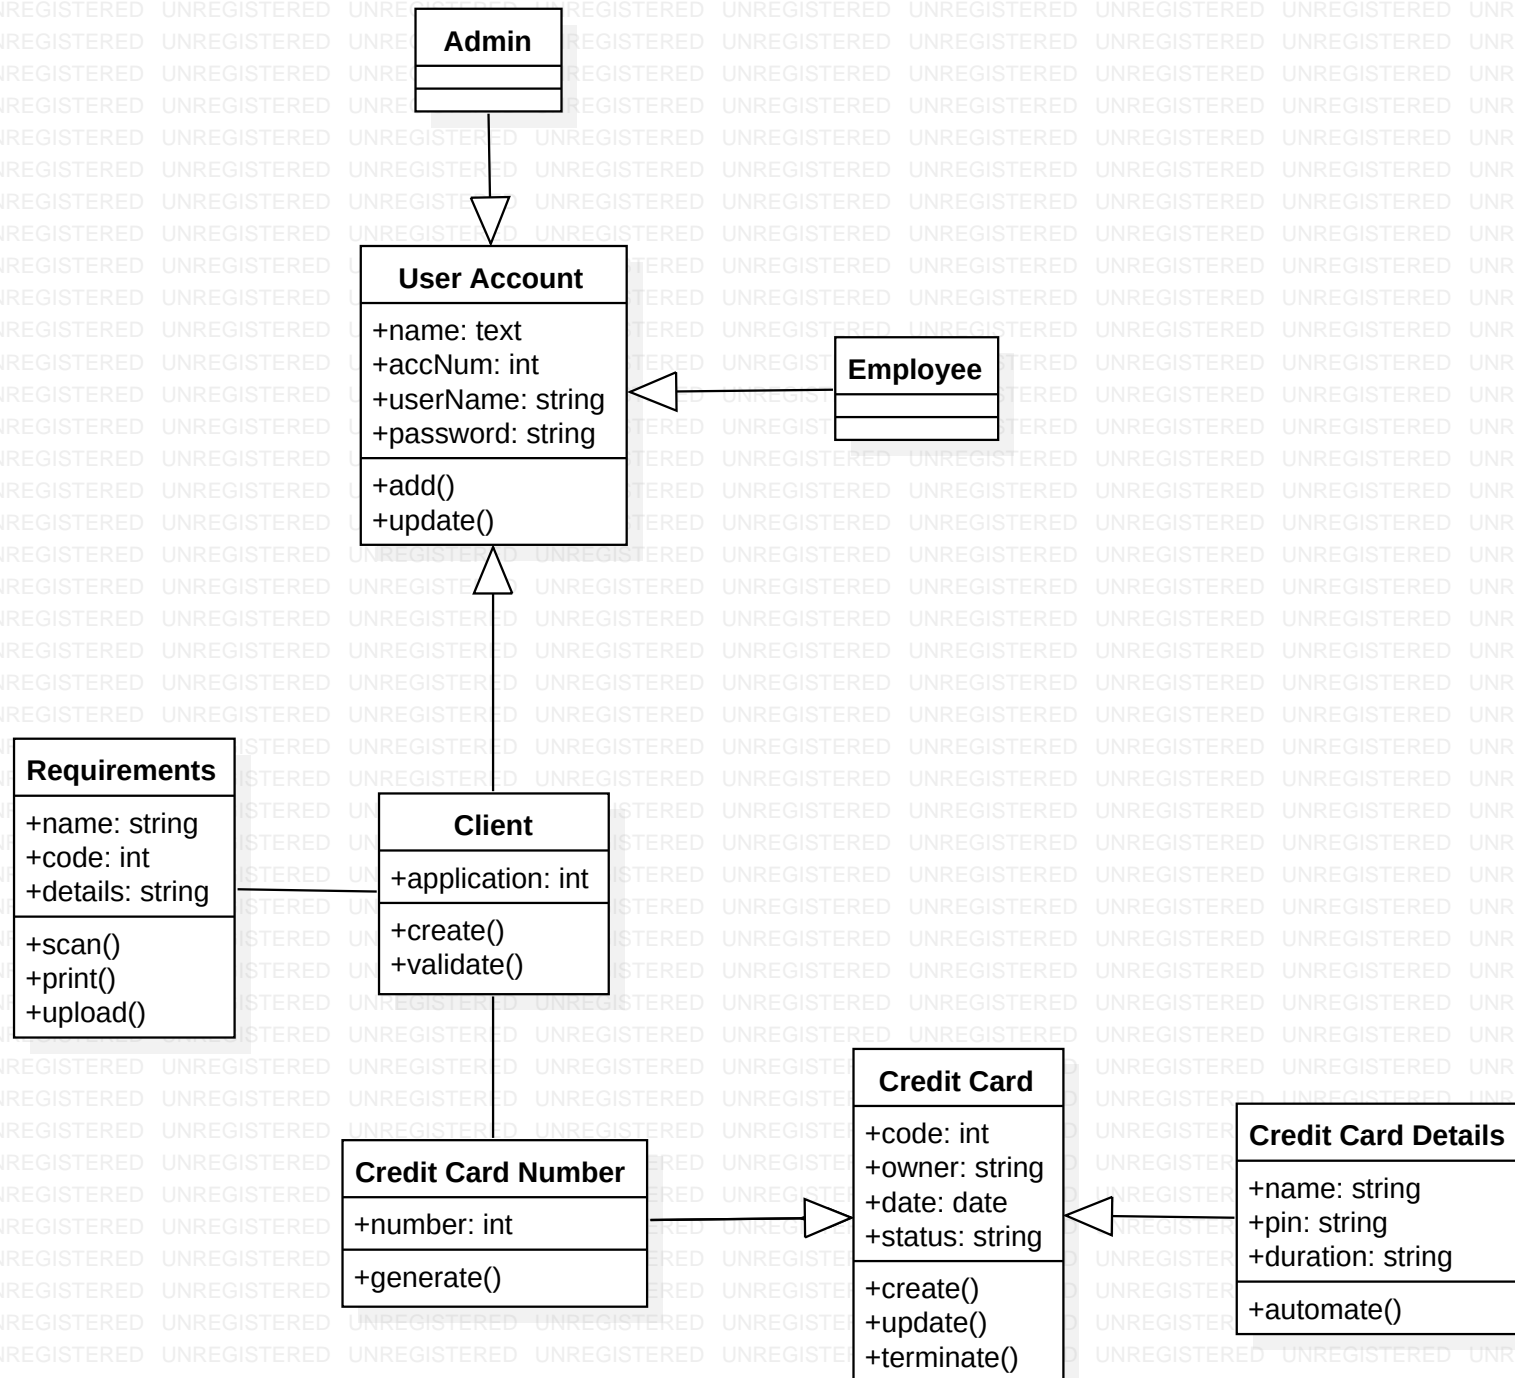 Admin
User Account
+name: text
+accNum: int
+userName: string
+password: string
+add()
+update()
Employee
Requirements
+name: string
+code: int
+details: string
+scan()
+print()
+upload()
Client
+application: int
+create()
+validate()
Credit Card Number
+number: int
+generate()
Credit Card
+code: int
+owner: string
+date: date
+status: string
+create()
+update()
+terminate()
Credit Card Details
+name: string
+pin: string
+duration: string
+automate()
UNREGISTERED